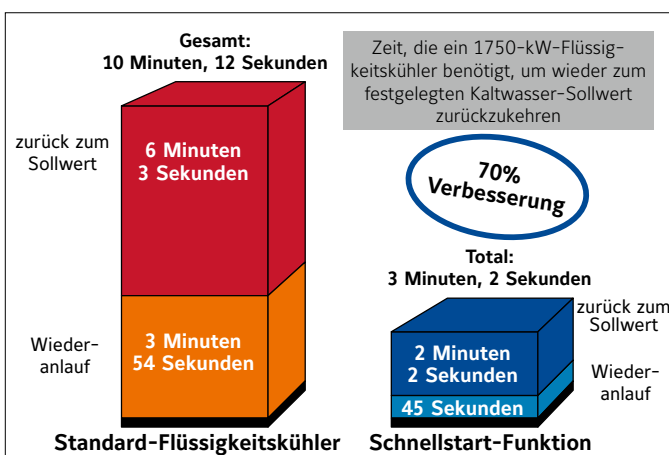 Gesamt:
10 Minuten, 12 Sekunden
zurück zum
Sollwert
6 Minuten
3 Sekunden
Wieder-
anlauf
3 Minuten
54 Sekunden
Standard-Flüssigkeitskühler
Zeit, die ein 1750-kW-Flüssig-
keitskühler benötigt, um wieder zum
festgelegten Kaltwasser-Sollwert
zurückzukehren
70%
Verbesserung
Total:
3 Minuten, 2 Sekunden
zurück zum
Sollwert
2 Minuten
2 Sekunden
Wieder-
anlauf
45 Sekunden
Schnellstart-Funktion